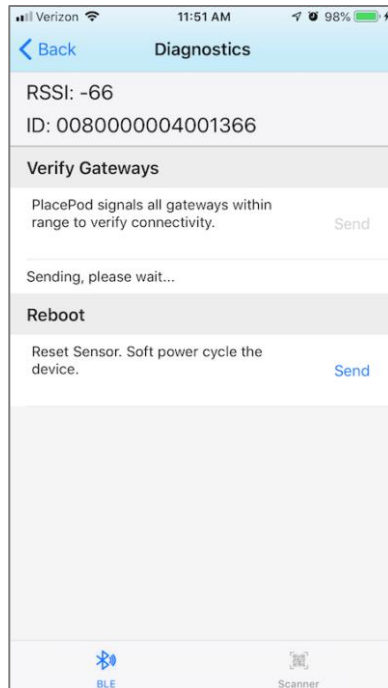 Verizon 11:51 AM 98%
Back Diagnostics
RSSI: -66
ID: 0080000004001366
Verify Gateways
PlacePod signals all gateways within
range to verify connectivity.
Send
Sending, please wait...
Reboot
Reset Sensor. Soft power cycle the
device.
Send
BLE Scanner